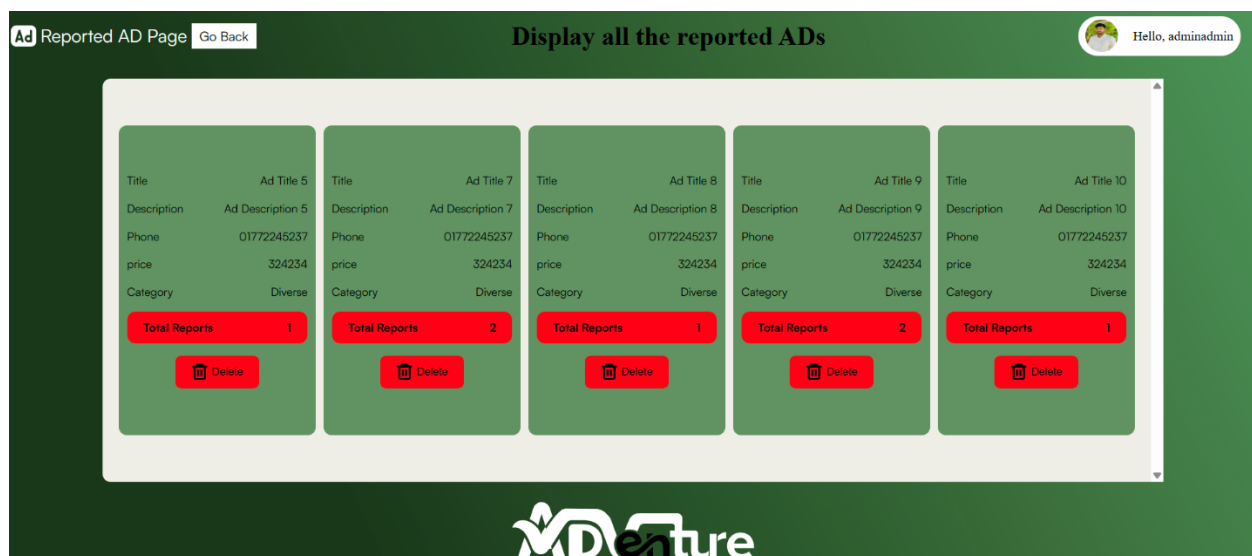 Ad Reported AD Page Go Back Display all the reported ADs Hello, adminadmin
Title Ad Title 5
Description Ad Description 5
Phone 01772245237
price 324234
Category Diverse
Total Reports 1
Delete
Title Ad Title 7
Description Ad Description 7
Phone 01772245237
price 324234
Category Diverse
Total Reports 2
Delete
Title Ad Title 8
Description Ad Description 8
Phone 01772245237
price 324234
Category Diverse
Total Reports 1
Delete
Title Ad Title 9
Description Ad Description 9
Phone 01772245237
price 324234
Category Diverse
Total Reports 2
Delete
Title Ad Title 10
Description Ad Description 10
Phone 01772245237
price 324234
Category Diverse
Total Reports 1
Delete
ADVenture